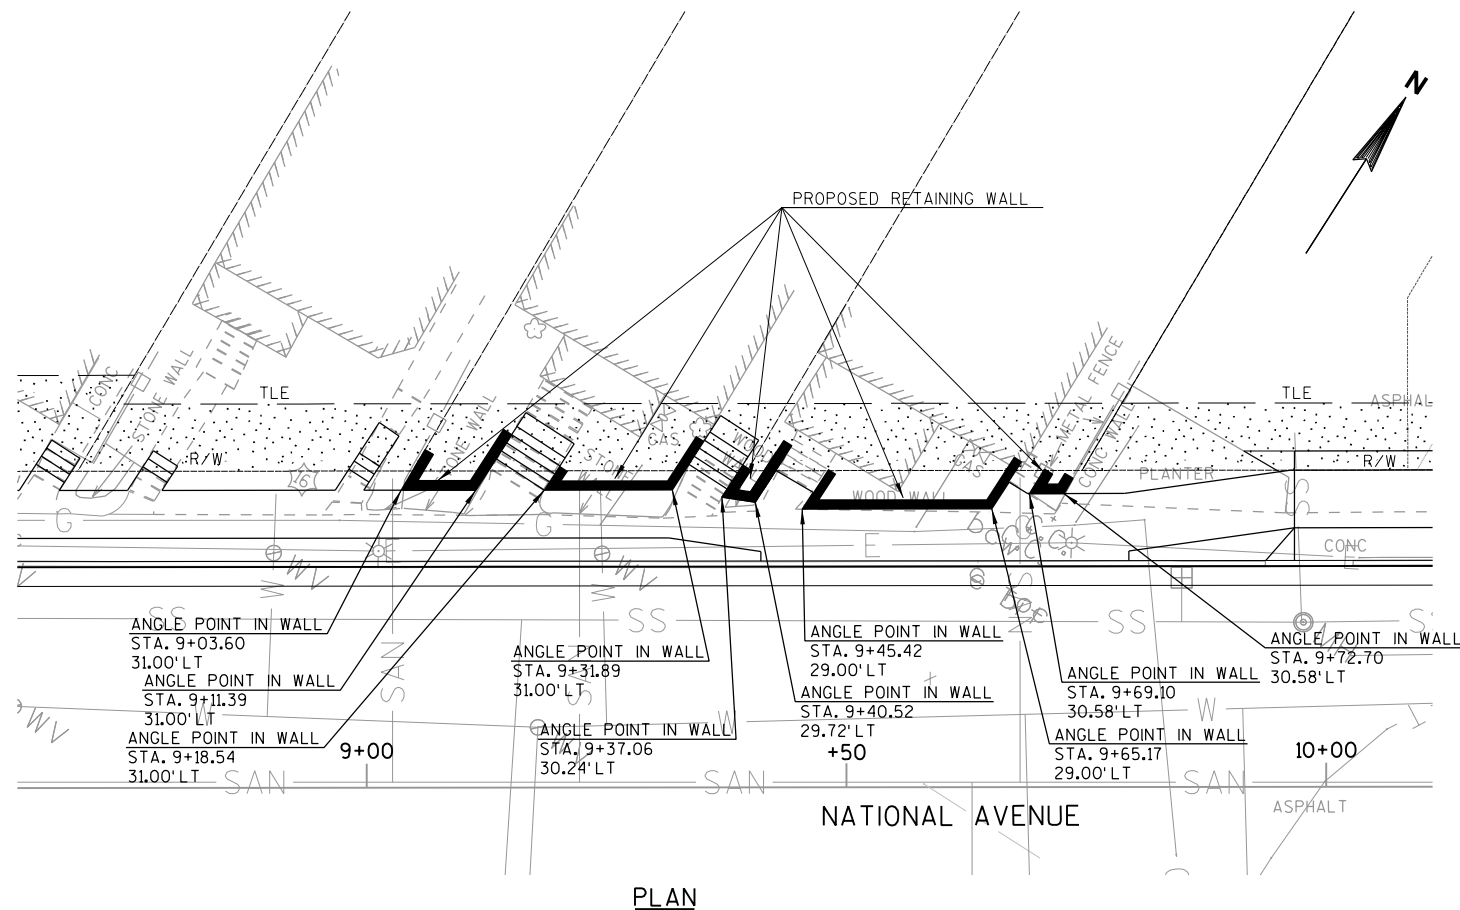 N
PROPOSED RETAINING WALL
TLE
TLE
CONC
STONE WALL
STONE WALL
GAS
WOOD
STONE
WALL
GAS
METAL FENCE
CONC WALL
ASPHAL
R/W
R/W
PLANTER
WOOD WALL
6
G
G
E
E
CONC
E
W
WV
W
WV
SS
SS
SS
ANGLE POINT IN WALL
STA. 9+03.60
31.00' LT
ANGLE POINT IN WALL
STA. 9+11.39
31.00' LT
ANGLE POINT IN WALL
STA. 9+18.54
31.00' LT
ANGLE POINT IN WALL
STA. 9+31.89
31.00' LT
ANGLE POINT IN WALL
STA. 9+37.06
30.24' LT
ANGLE POINT IN WALL
STA. 9+45.42
29.00' LT
ANGLE POINT IN WALL
STA. 9+40.52
29.72' LT
ANGLE POINT IN WALL
STA. 9+69.10
30.58' LT
ANGLE POINT IN WALL
STA. 9+65.17
29.00' LT
ANGLE POINT IN WALL
STA. 9+72.70
30.58' LT
SAN
SAN
WV
W
W
W
9+00
+50
10+00
SAN
SAN
SAN
NATIONAL AVENUE
ASPHALT
PLAN